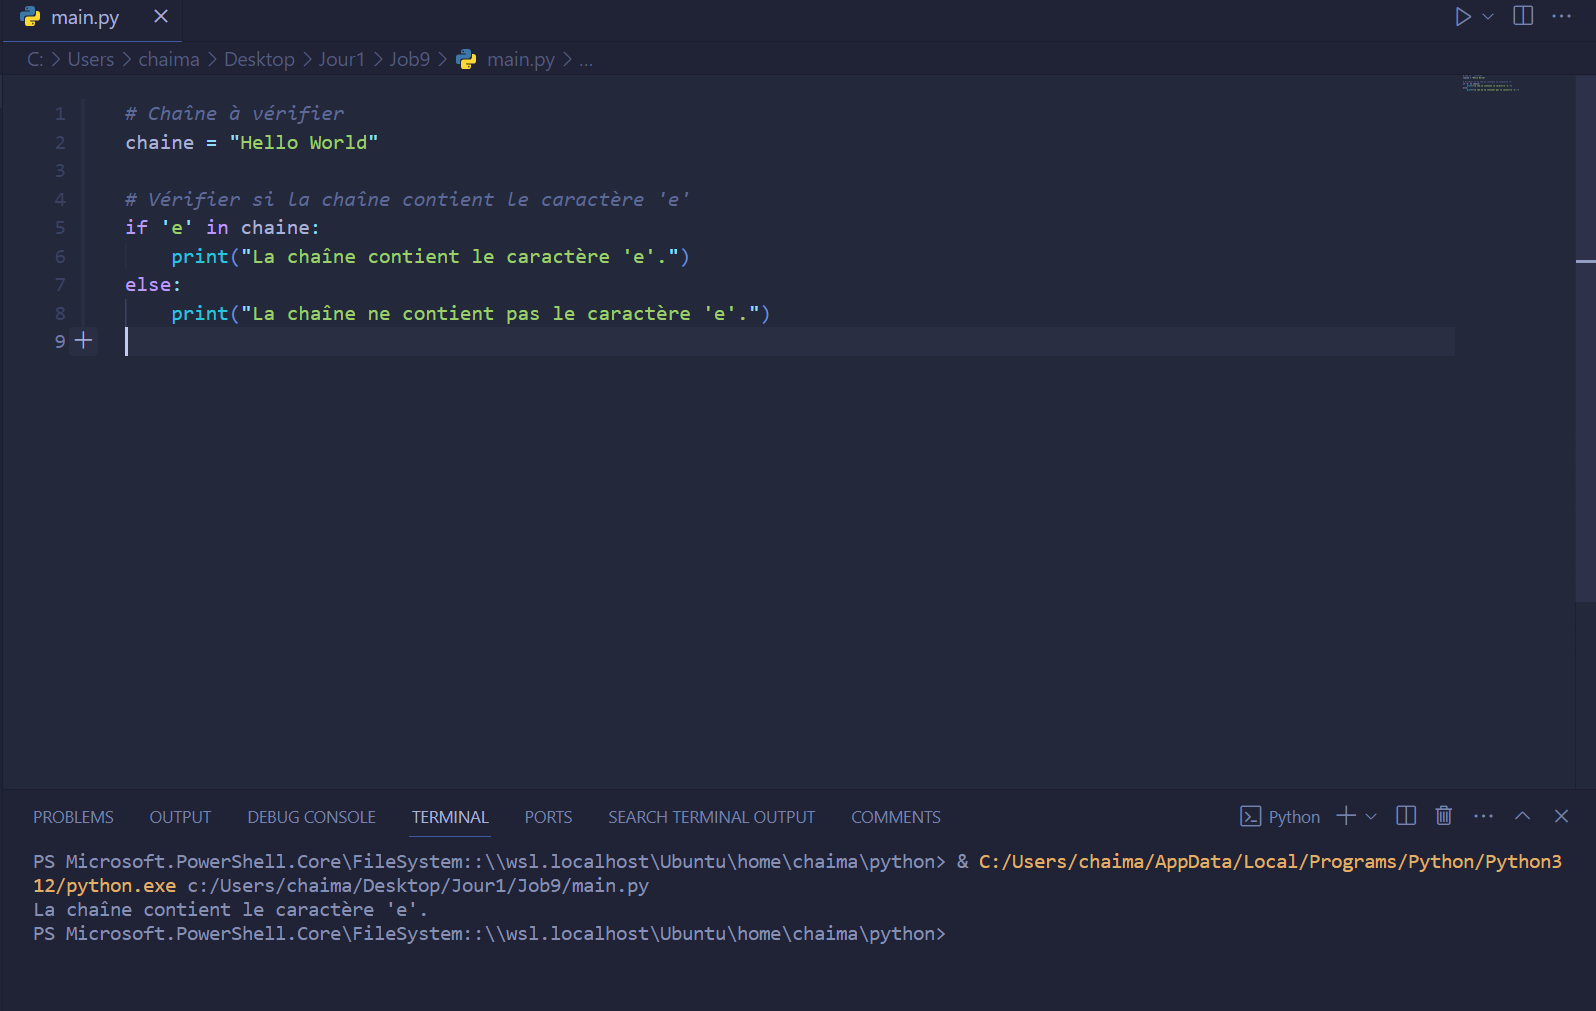 main.py
C: > Users > chaima > Desktop > Jour1 > Job9 > main.py > ...
1 # Chaîne à vérifier
2 chaine = "Hello World"
3
4 # Vérifier si la chaîne contient le caractère 'e'
5 if 'e' in chaine:
6 print("La chaîne contient le caractère 'e'.")
7 else:
8 print("La chaîne ne contient pas le caractère 'e'.")
9
PROBLEMS OUTPUT DEBUG CONSOLE TERMINAL PORTS SEARCH TERMINAL OUTPUT COMMENTS Python
PS Microsoft.PowerShell.Core\FileSystem::\\wsl.localhost\Ubuntu\home\chaima\python> & C:/Users/chaima/AppData/Local/Programs/Python/Python3
12/python.exe c:/Users/chaima/Desktop/Jour1/Job9/main.py
La chaîne contient le caractère 'e'.
PS Microsoft.PowerShell.Core\FileSystem::\\wsl.localhost\Ubuntu\home\chaima\python>